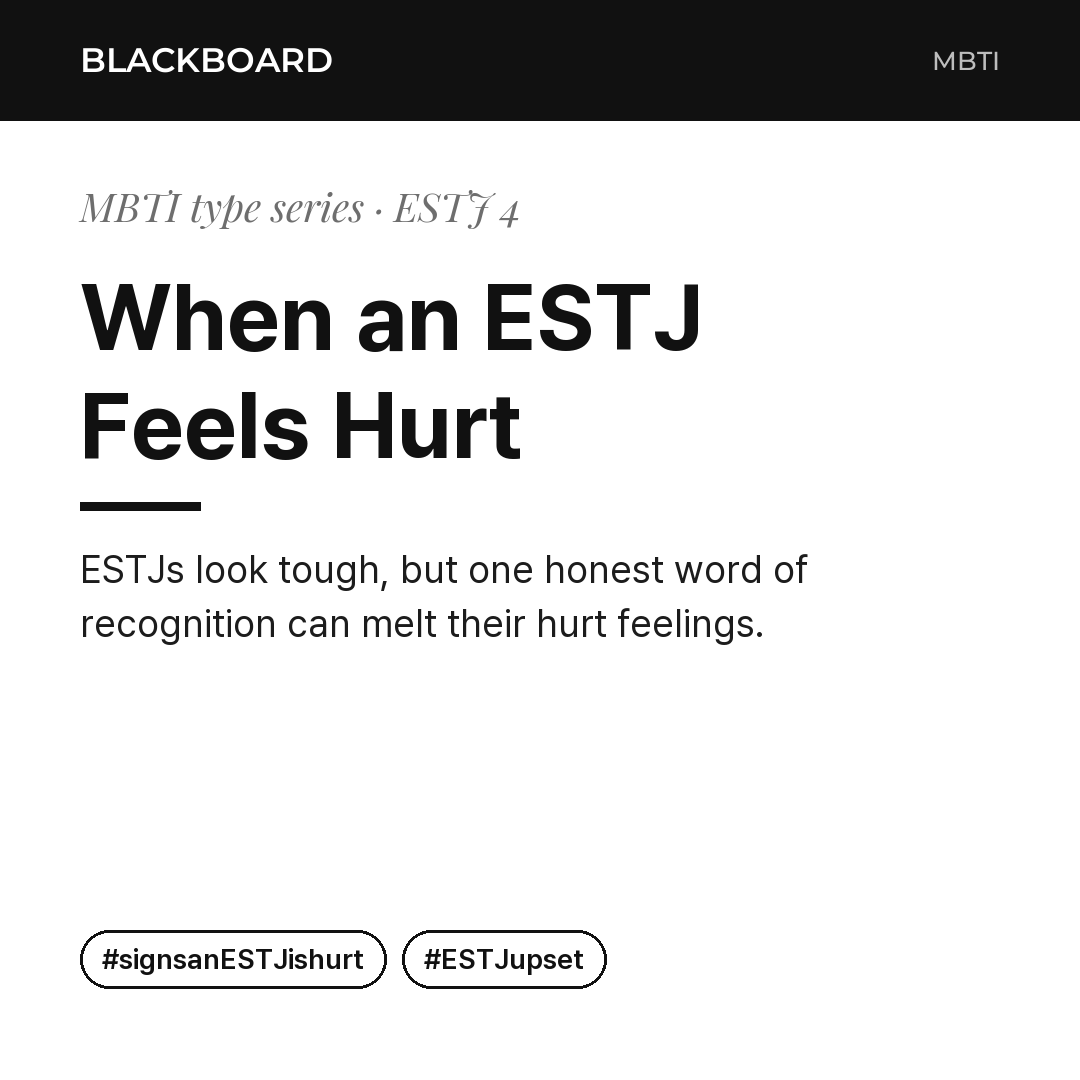 BLACKBOARD
MBTI
MBTI type series · ESTJ 4
When an ESTJ
Feels Hurt
ESTJs look tough, but one honest word of
recognition can melt their hurt feelings.
#signsanESTJishurt
#ESTJupset